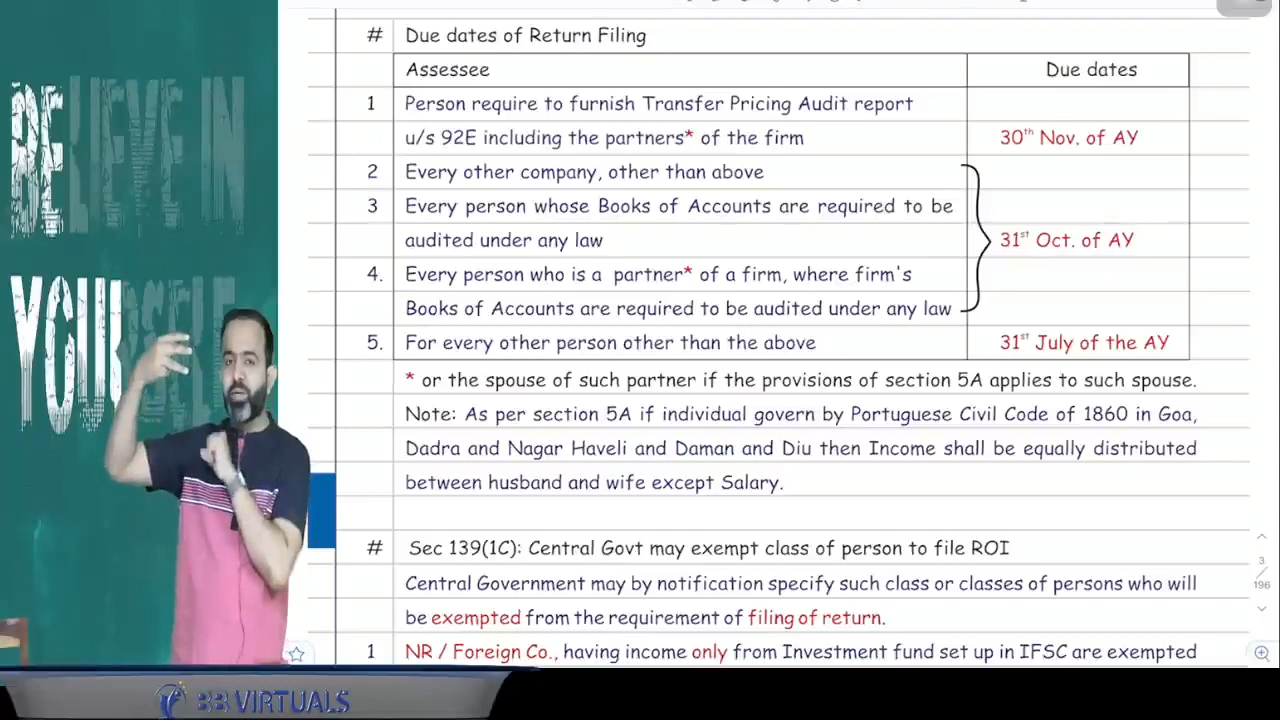 BELIEVE IN
YOURSELF
# Due dates of Return Filing
Assessee Due dates
1 Person require to furnish Transfer Pricing Audit report
u/s 92E including the partners* of the firm 30th Nov. of AY
2 Every other company, other than above
3 Every person whose Books of Accounts are required to be
audited under any law 31st Oct. of AY
4. Every person who is a partner* of a firm, where firm's
Books of Accounts are required to be audited under any law
5. For every other person other than the above 31st July of the AY
* or the spouse of such partner if the provisions of section 5A applies to such spouse.
Note: As per section 5A if individual govern by Portuguese Civil Code of 1860 in Goa,
Dadra and Nagar Haveli and Daman and Diu then Income shall be equally distributed
between husband and wife except Salary.
# Sec 139(1C): Central Govt may exempt class of person to file ROI
Central Government may by notification specify such class or classes of persons who will
be exempted from the requirement of filing of return.
1 NR / Foreign Co., having income only from Investment fund set up in IFSC are exempted
3
/
196
BB VIRTUALS